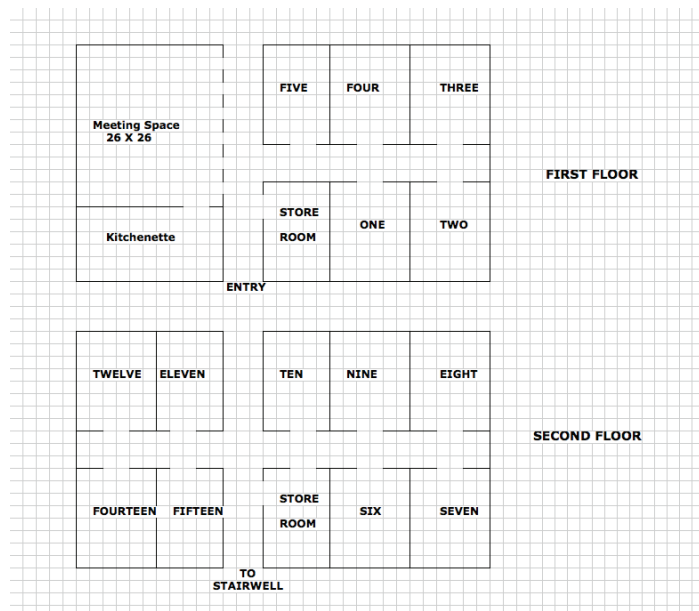 FIVE FOUR THREE
Meeting Space
26 X 26
FIRST FLOOR
STORE
ROOM
ONE TWO
Kitchenette
ENTRY
TWELVE ELEVEN TEN NINE EIGHT
SECOND FLOOR
STORE
ROOM
FOURTEEN FIFTEEN SIX SEVEN
TO
STAIRWELL